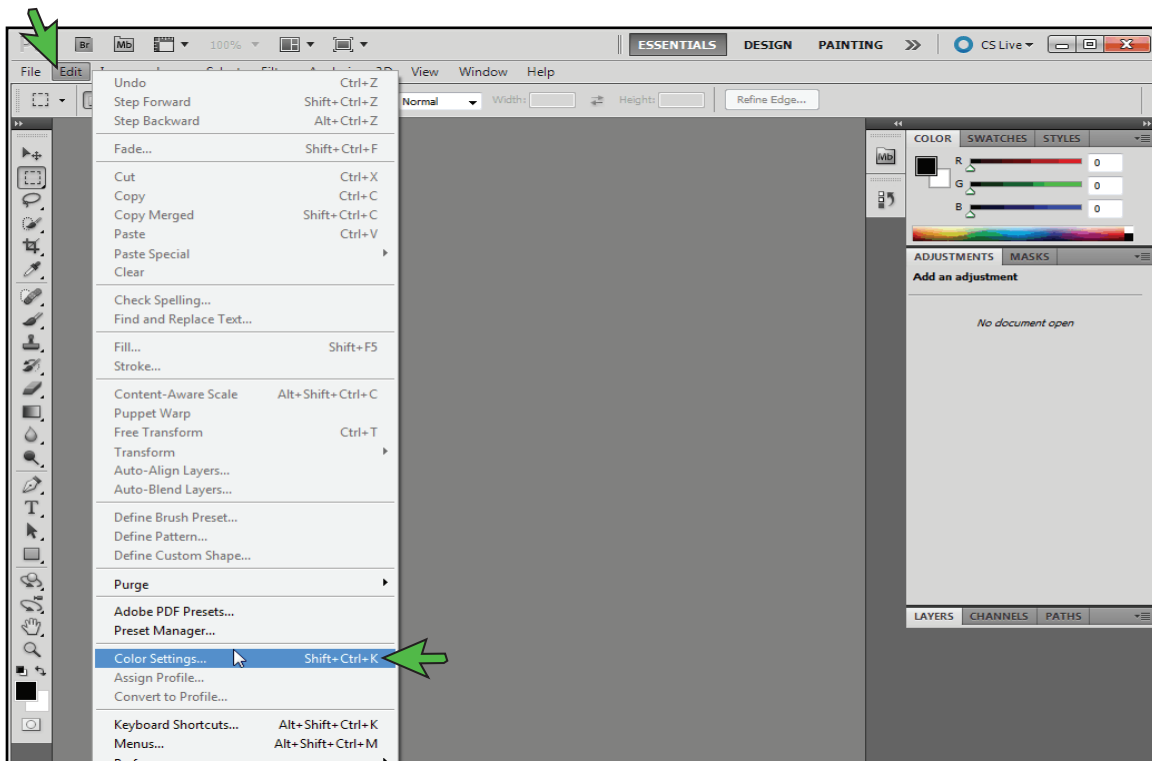 Br Mb 100% ESSENTIALS DESIGN PAINTING CS Live
File Edit View Window Help
Normal Width: Height: Refine Edge...
Undo Ctrl+Z
Step Forward Shift+Ctrl+Z
Step Backward Alt+Ctrl+Z
Fade... Shift+Ctrl+F
Cut Ctrl+X
Copy Ctrl+C
Copy Merged Shift+Ctrl+C
Paste Ctrl+V
Paste Special
Clear
Check Spelling...
Find and Replace Text...
Fill... Shift+F5
Stroke...
Content-Aware Scale Alt+Shift+Ctrl+C
Puppet Warp
Free Transform Ctrl+T
Transform
Auto-Align Layers...
Auto-Blend Layers...
Define Brush Preset...
Define Pattern...
Define Custom Shape...
Purge
Adobe PDF Presets...
Preset Manager...
Color Settings... Shift+Ctrl+K
Assign Profile...
Convert to Profile...
Keyboard Shortcuts... Alt+Shift+Ctrl+K
Menus... Alt+Shift+Ctrl+M
Mb
COLOR SWATCHES STYLES
R 0
G 0
B 0
ADJUSTMENTS MASKS
Add an adjustment
No document open
LAYERS CHANNELS PATHS